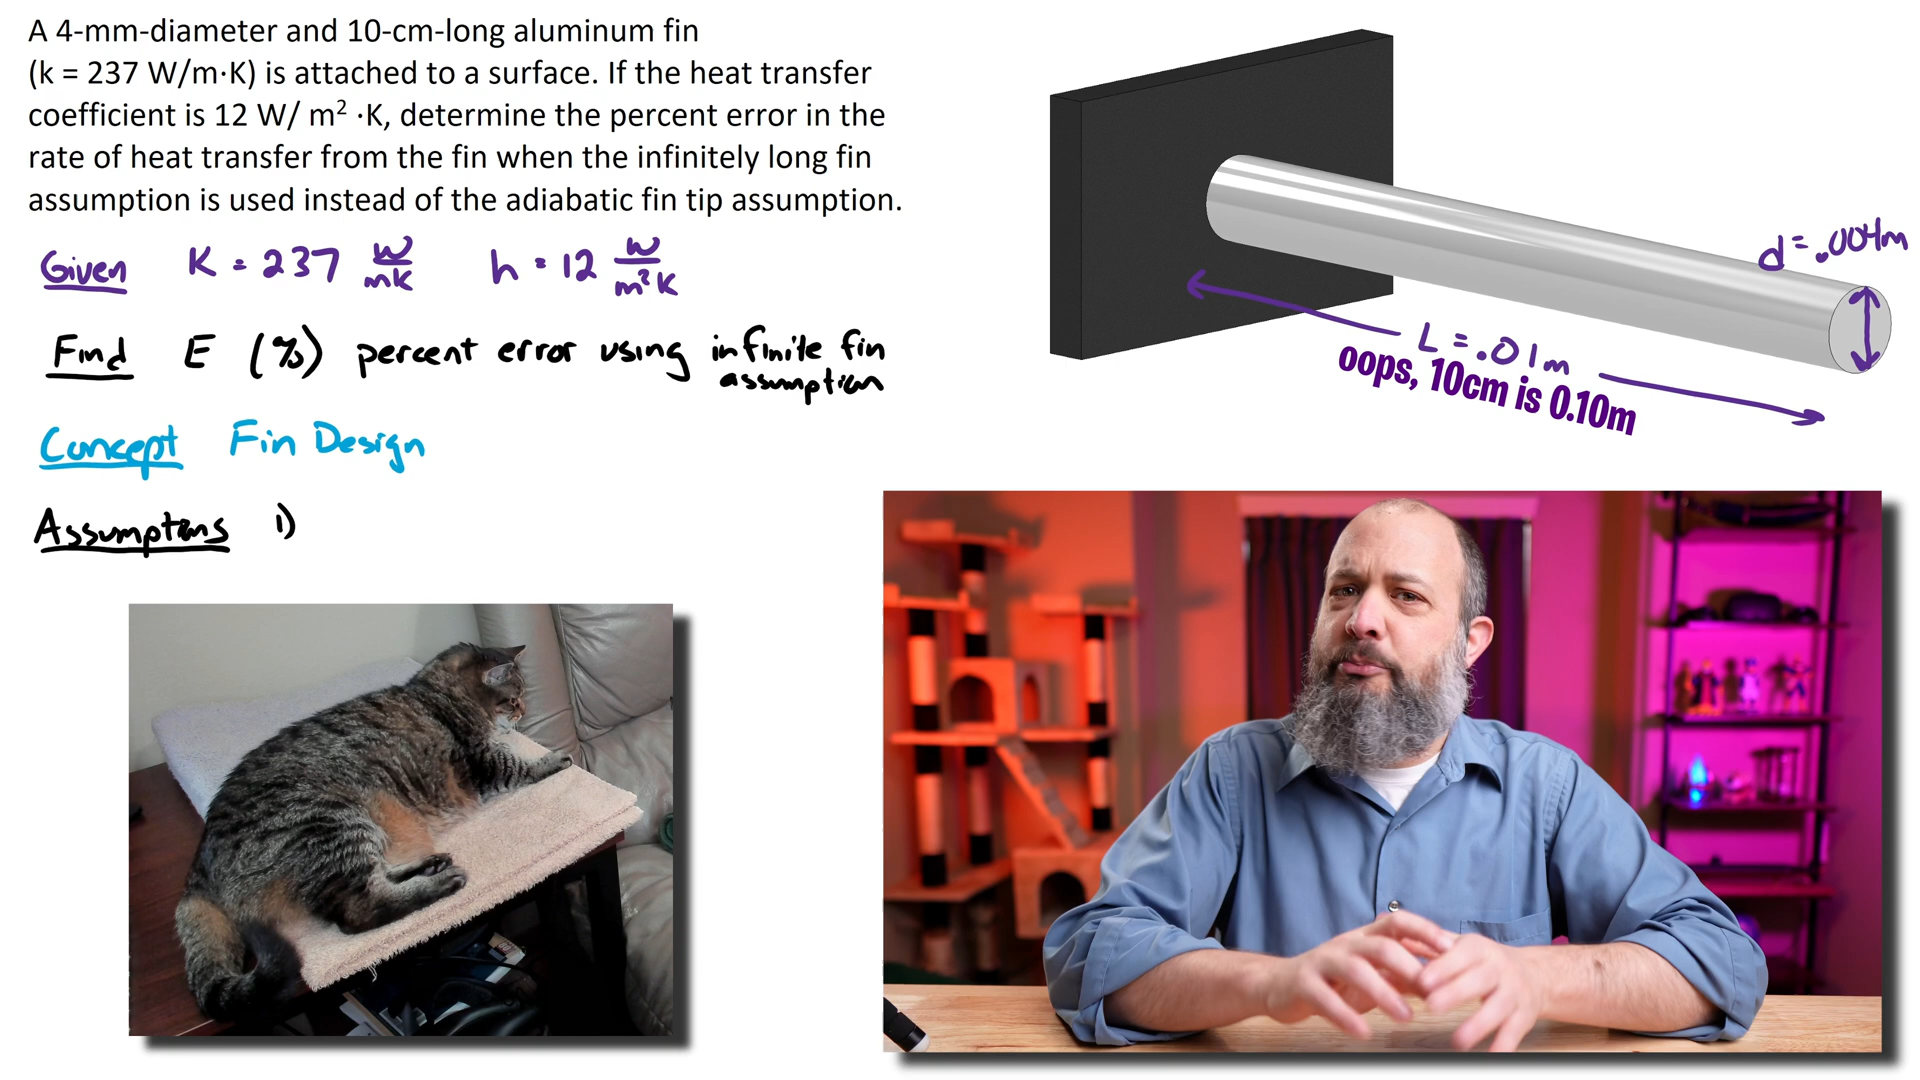 A 4-mm-diameter and 10-cm-long aluminum fin
(k = 237 W/m·K) is attached to a surface. If the heat transfer
coefficient is 12 W/ m² ·K, determine the percent error in the
rate of heat transfer from the fin when the infinitely long fin
assumption is used instead of the adiabatic fin tip assumption.
Given K = 237 W/mK h = 12 W/m²K
Find E (%) percent error using infinite fin
assumption
Concept Fin Design
Assumptons 1)
d = .004m
L = .01m
oops, 10cm is 0.10m